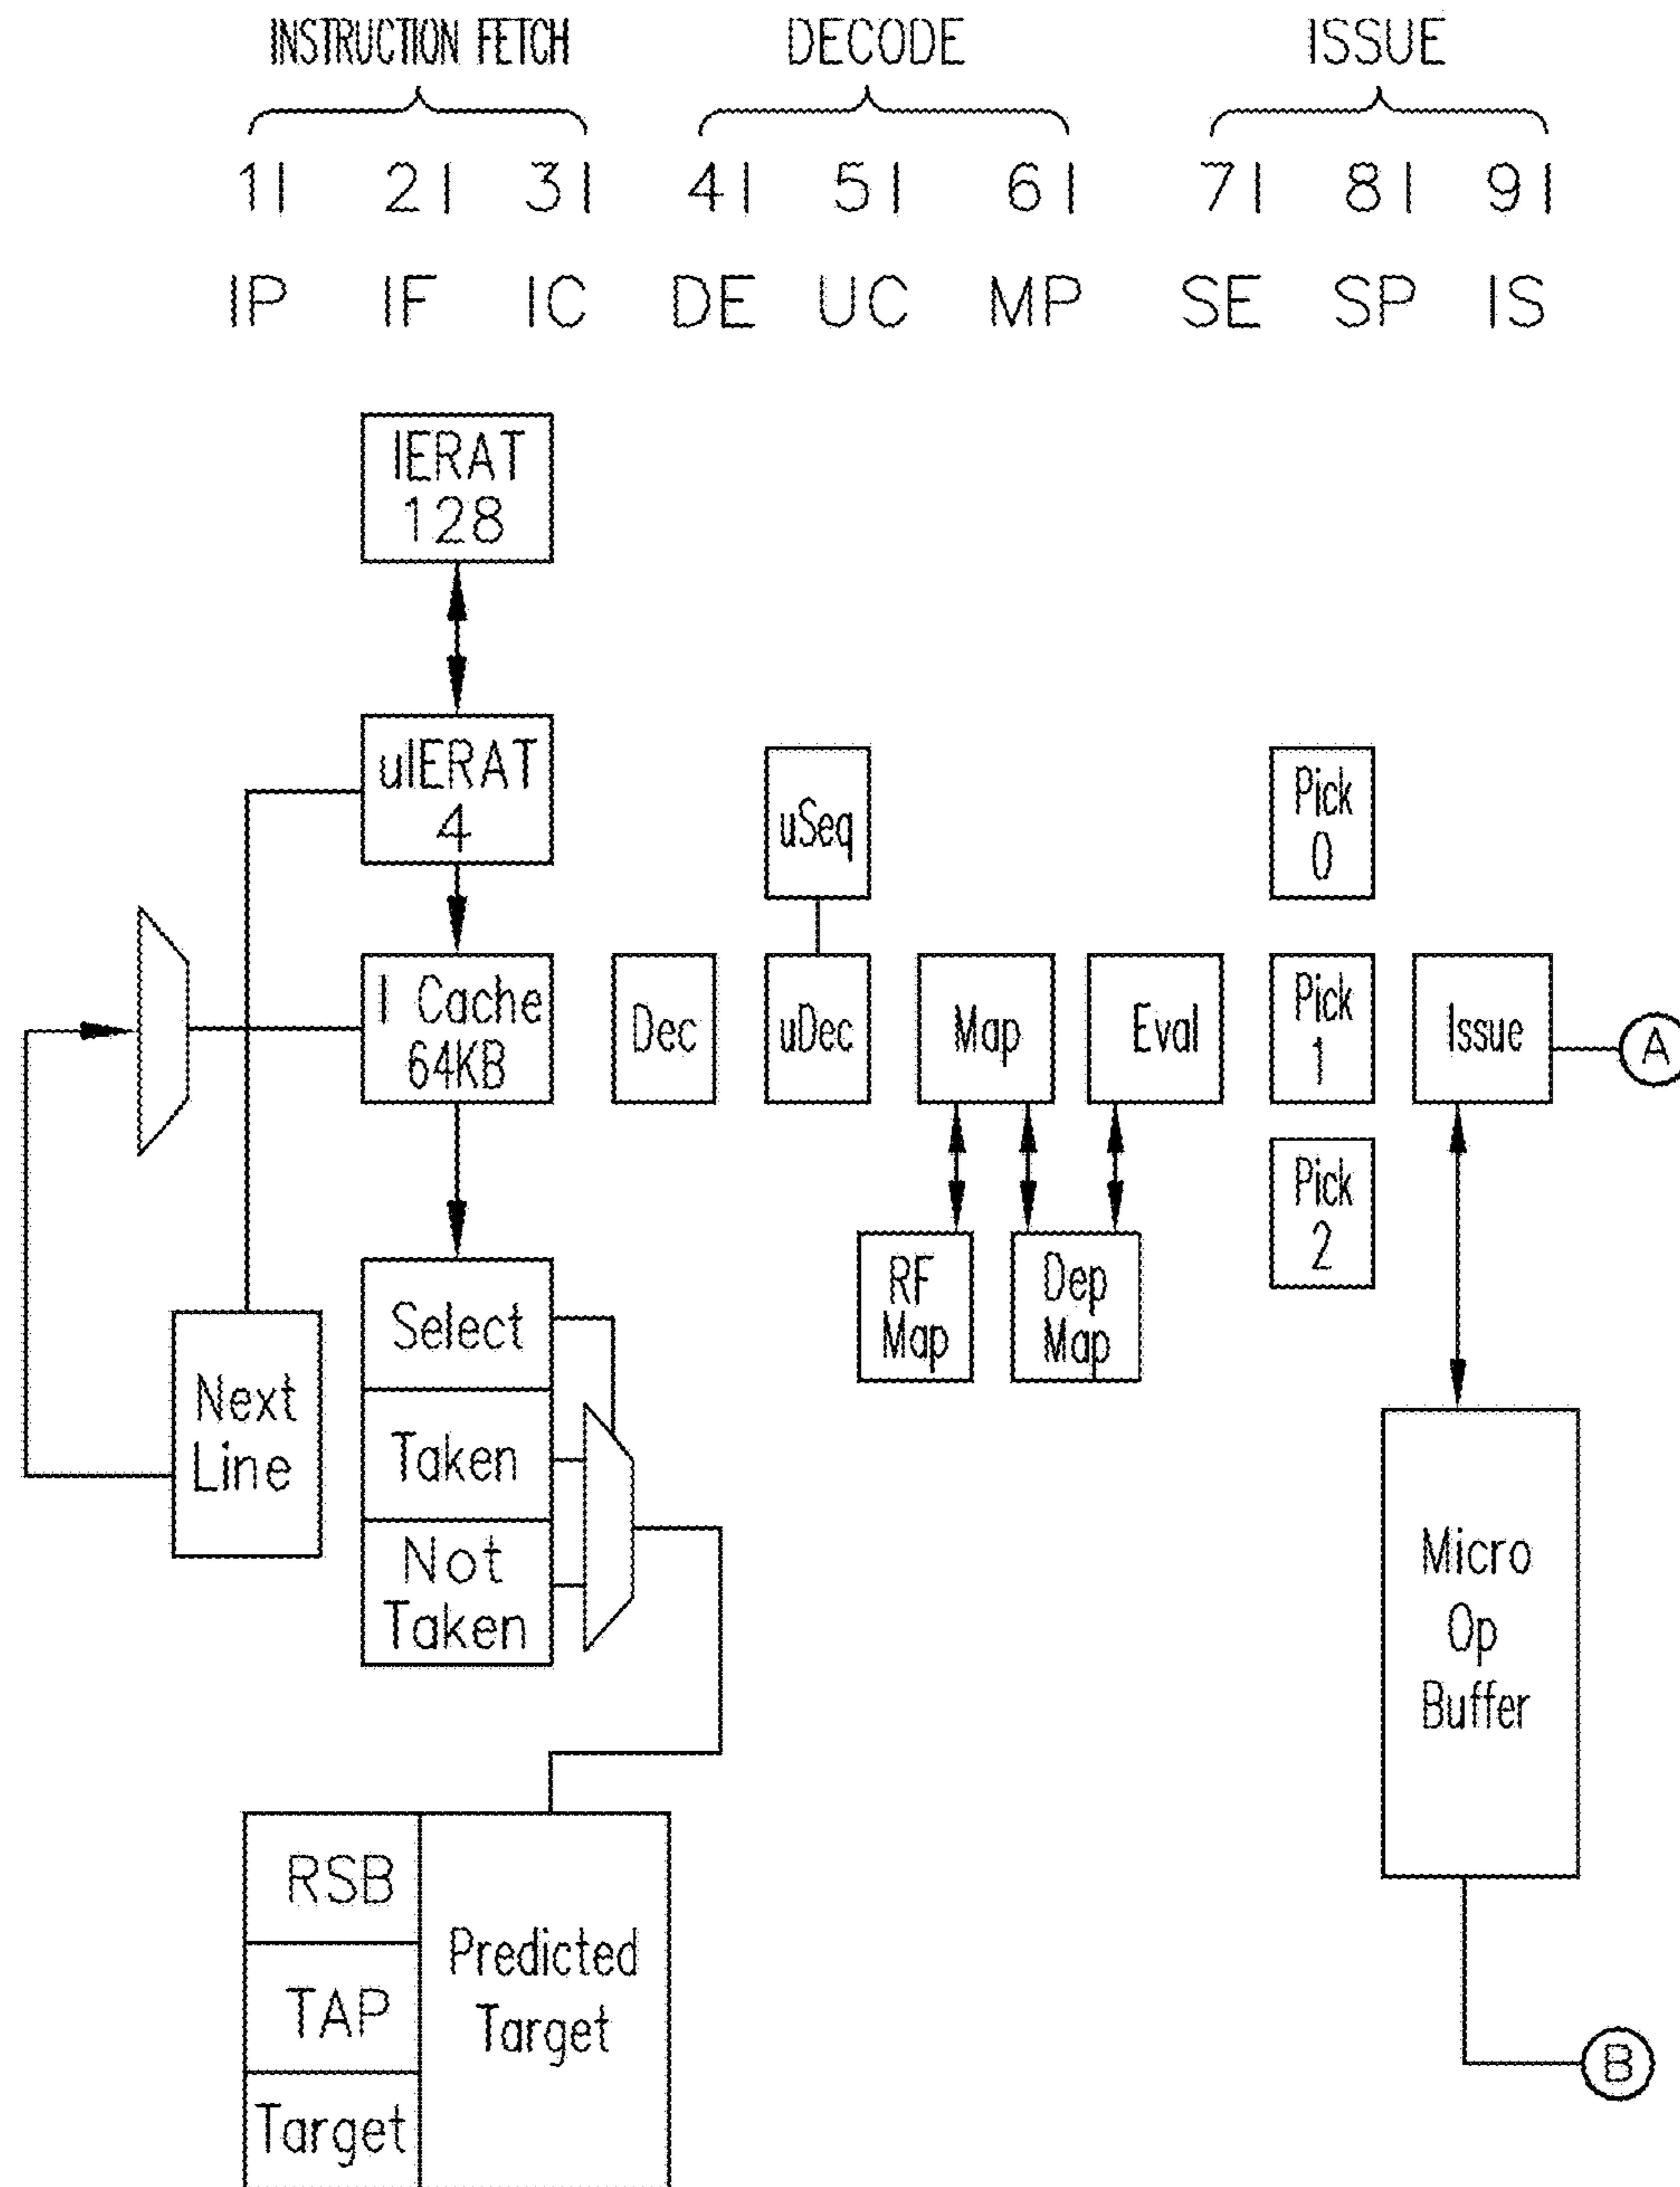 INSTRUCTION FETCH DECODE ISSUE
1| 2| 3| 4| 5| 6| 7| 8| 9|
IP IF IC DE UC MP SE SP IS
IERAT
128
uIERAT
4
uSeq
Pick
0
I Cache
64KB
Dec
uDec
Map
Eval
Pick
1
Issue
A
Pick
2
RF
Map
Dep
Map
Next
Line
Select
Taken
Not
Taken
Micro
Op
Buffer
RSB
TAP
Target
Predicted
Target
B